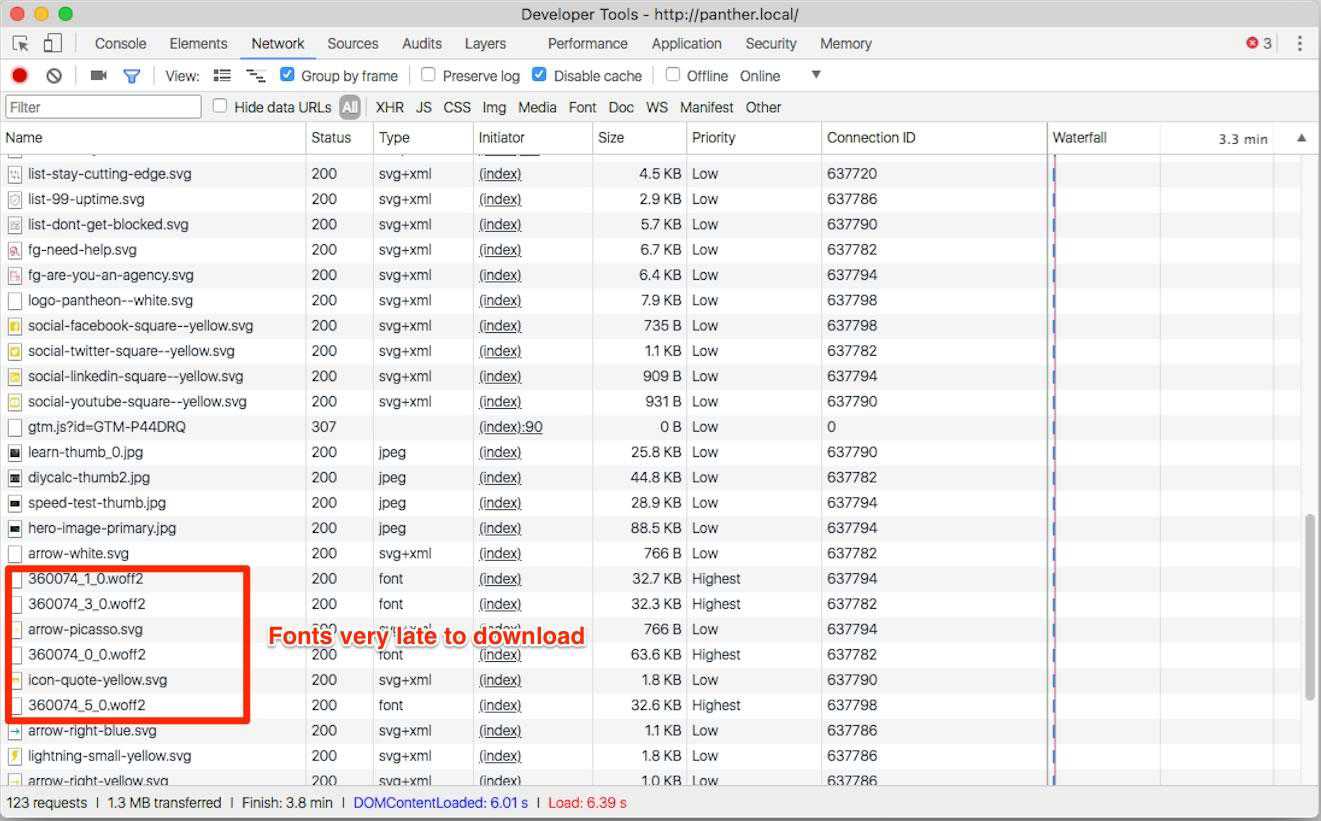 Developer Tools - http://panther.local/
Console Elements Network Sources Audits Layers Performance Application Security Memory 3
View: Group by frame Preserve log Disable cache Offline Online
Filter Hide data URLs All XHR JS CSS Img Media Font Doc WS Manifest Other
Name Status Type Initiator Size Priority Connection ID Waterfall 3.3 min
list-stay-cutting-edge.svg 200 svg+xml (index) 4.5 KB Low 637720
list-99-uptime.svg 200 svg+xml (index) 2.9 KB Low 637786
list-dont-get-blocked.svg 200 svg+xml (index) 5.7 KB Low 637790
fg-need-help.svg 200 svg+xml (index) 6.7 KB Low 637782
fg-are-you-an-agency.svg 200 svg+xml (index) 6.4 KB Low 637794
logo-pantheon--white.svg 200 svg+xml (index) 7.9 KB Low 637798
social-facebook-square--yellow.svg 200 svg+xml (index) 735 B Low 637798
social-twitter-square--yellow.svg 200 svg+xml (index) 1.1 KB Low 637782
social-linkedin-square--yellow.svg 200 svg+xml (index) 909 B Low 637794
social-youtube-square--yellow.svg 200 svg+xml (index) 931 B Low 637790
gtm.js?id=GTM-P44DRQ 307 (index):90 0 B Low 0
learn-thumb_0.jpg 200 jpeg (index) 25.8 KB Low 637790
diycalc-thumb2.jpg 200 jpeg (index) 44.8 KB Low 637782
speed-test-thumb.jpg 200 jpeg (index) 28.9 KB Low 637794
hero-image-primary.jpg 200 jpeg (index) 88.5 KB Low 637794
arrow-white.svg 200 svg+xml (index) 766 B Low 637782
360074_1_0.woff2 200 font (index) 32.7 KB Highest 637794
360074_3_0.woff2 200 font (index) 32.3 KB Highest 637782
arrow-picasso.svg 200 svg+xml (index) 766 B Low 637794
Fonts very late to download
360074_0_0.woff2 200 font (index) 63.6 KB Highest 637782
icon-quote-yellow.svg 200 svg+xml (index) 1.8 KB Low 637790
360074_5_0.woff2 200 font (index) 32.6 KB Highest 637798
arrow-right-blue.svg 200 svg+xml (index) 1.1 KB Low 637786
lightning-small-yellow.svg 200 svg+xml (index) 1.8 KB Low 637786
arrow-right-yellow.svg 200 svg+xml (index) 1.0 KB Low 637786
123 requests | 1.3 MB transferred | Finish: 3.8 min | DOMContentLoaded: 6.01 s | Load: 6.39 s